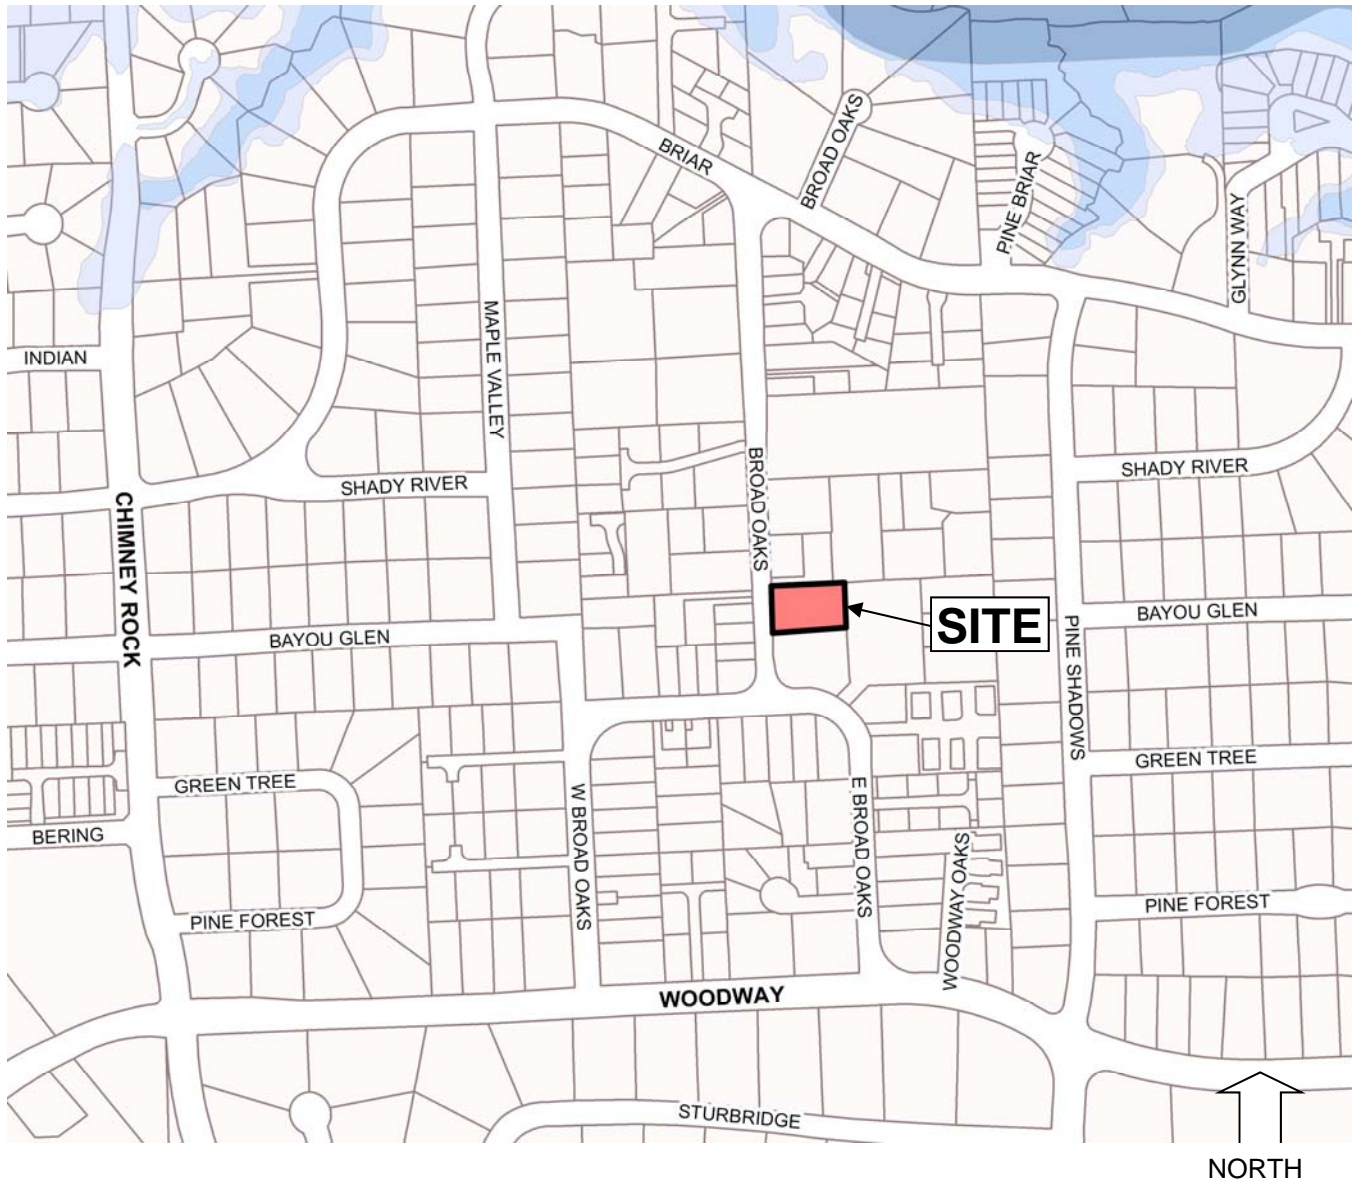 BRIAR
BROAD OAKS
PINE BRIAR
GLYNN WAY
INDIAN
MAPLE VALLEY
SHADY RIVER
BROAD OAKS
SHADY RIVER
CHIMNEY ROCK
BAYOU GLEN
SITE
PINE SHADOWS
BAYOU GLEN
GREEN TREE
W BROAD OAKS
E BROAD OAKS
GREEN TREE
BERING
WOODWAY OAKS
PINE FOREST
PINE FOREST
WOODWAY
STURBRIDGE
NORTH